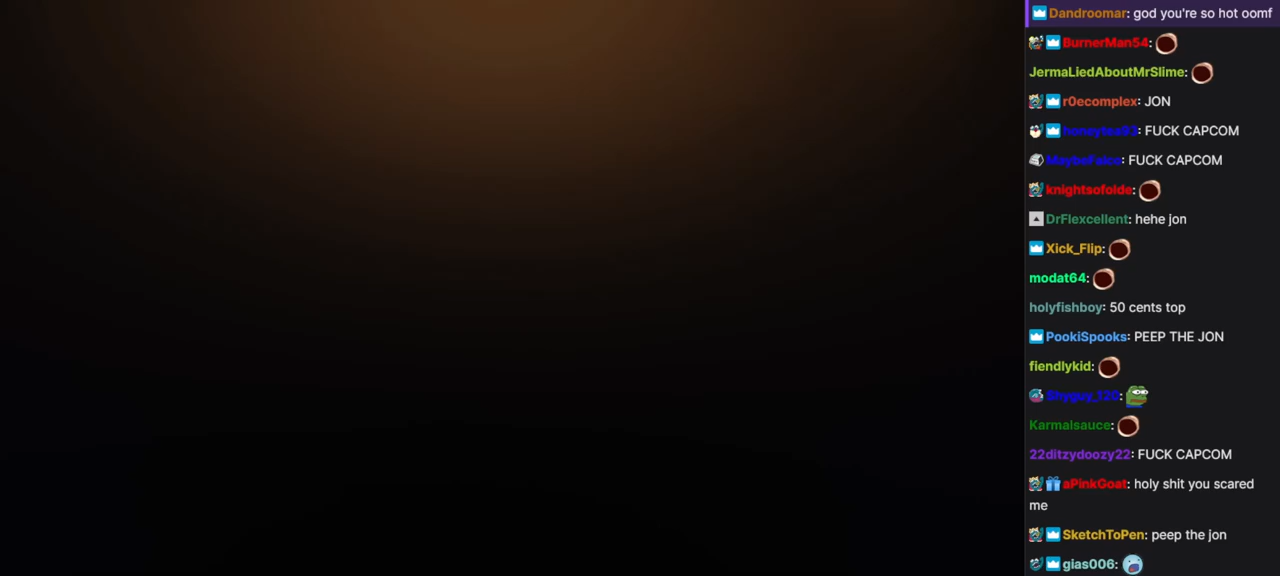 Dandroomar: god you're so hot oomf
BurnerMan54:
JermaLiedAboutMrSlime:
r0ecomplex: JON
honeytea93: FUCK CAPCOM
MaybeFalco: FUCK CAPCOM
knightsofolde:
DrFlexcellent: hehe jon
Xick_Flip:
modat64:
holyfishboy: 50 cents top
PookiSpooks: PEEP THE JON
fiendlykid:
Shyguy_120:
Karmalsauce:
22ditzydoozy22: FUCK CAPCOM
aPinkGoat: holy shit you scared
me
SketchToPen: peep the jon
gias006: